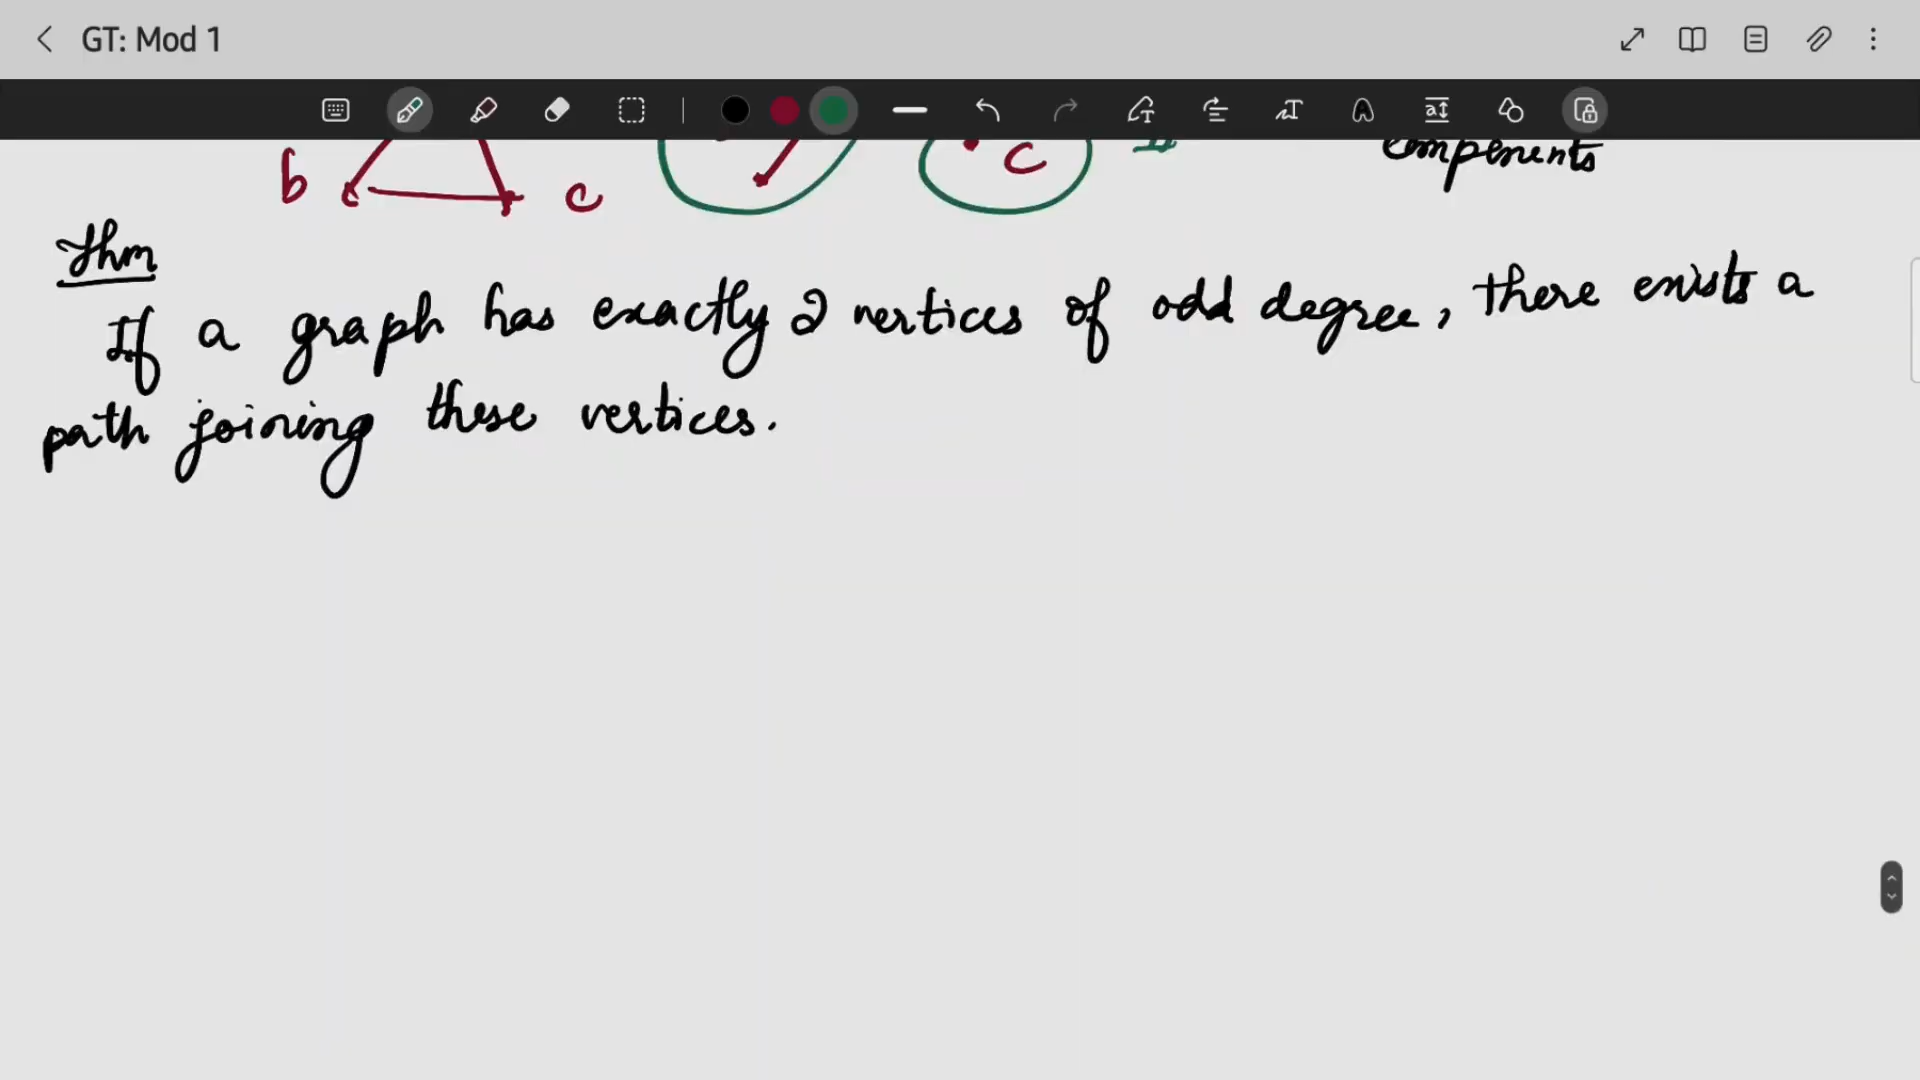 GT: Mod 1
b
c
C
II
components
Thm
If a graph has exactly 2 vertices of odd degree, there exists a
path joining these vertices.